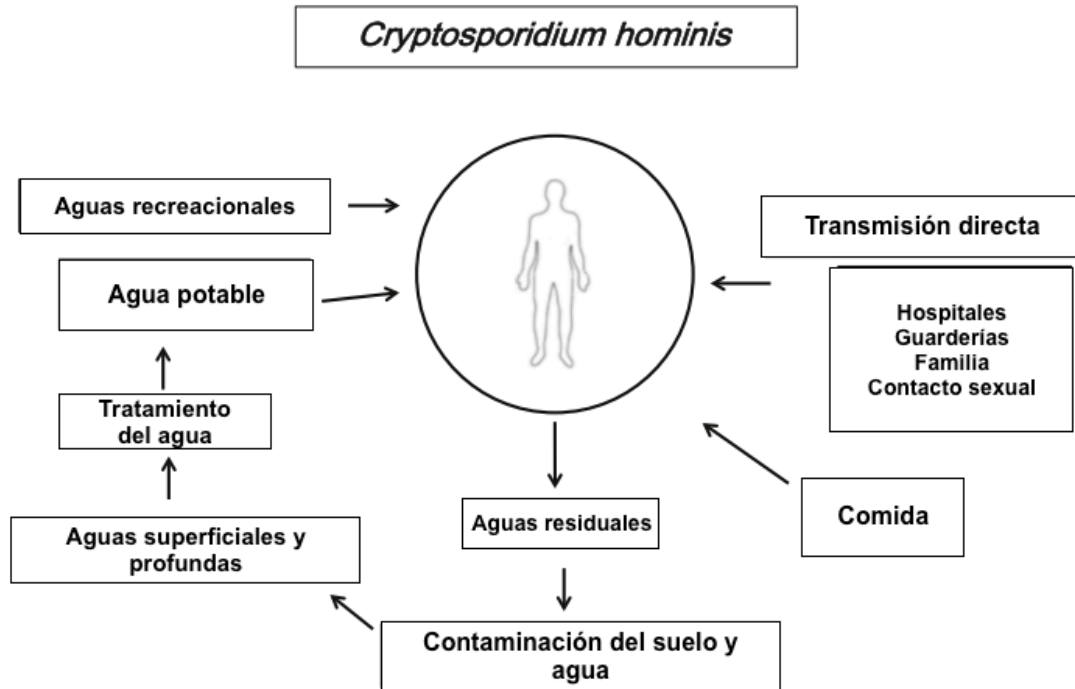 Cryptosporidium hominis
Aguas recreacionales
Agua potable
Tratamiento
del agua
Aguas superficiales y
profundas
Transmisión directa
Hospitales
Guarderías
Familia
Contacto sexual
Comida
Aguas residuales
Contaminación del suelo y
agua